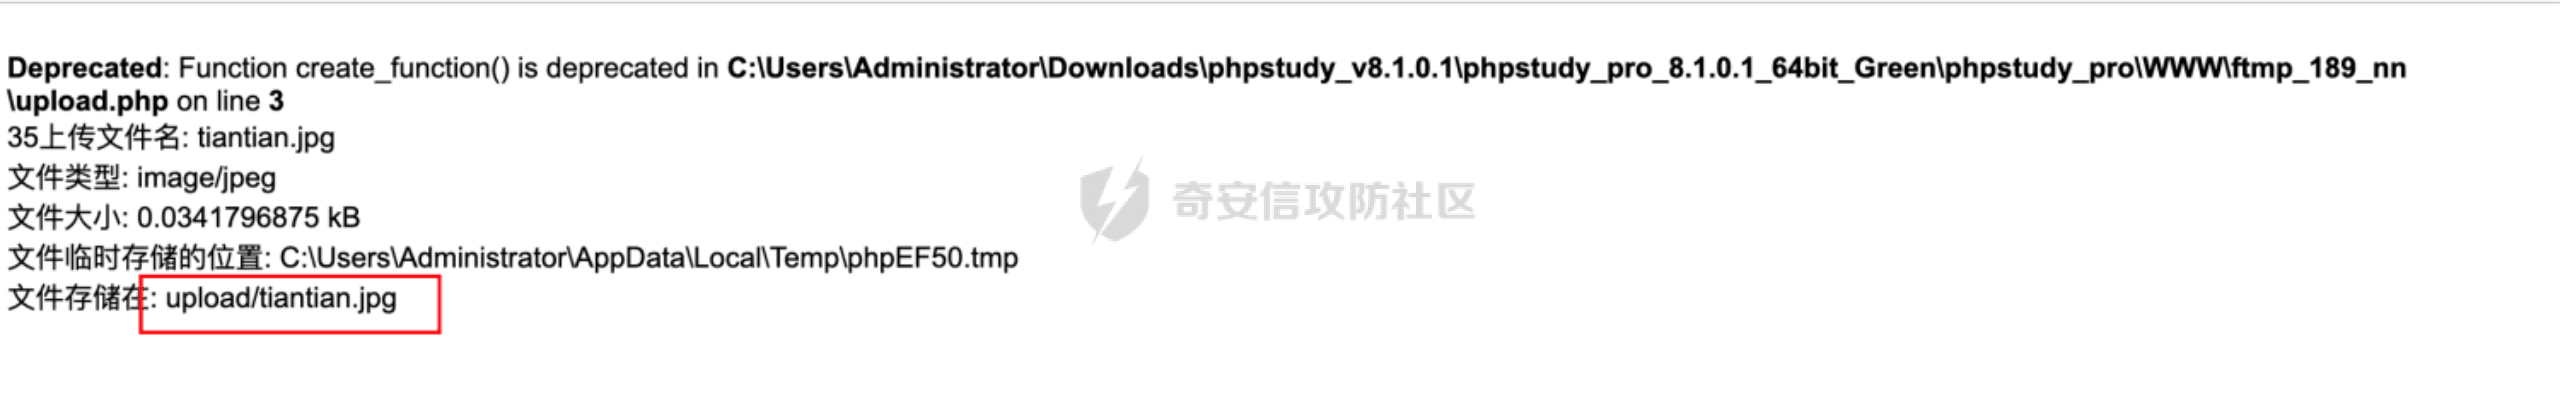 Deprecated: Function create_function() is deprecated in C:\Users\Administrator\Downloads\phpstudy_v8.1.0.1\phpstudy_pro_8.1.0.1_64bit_Green\phpstudy_pro\WWW\ftmp_189_nn
\upload.php on line 3
35上传文件名: tiantian.jpg
文件类型: image/jpeg
奇安信攻防社区
文件大小: 0.0341796875 kB
文件临时存储的位置: C:\Users\Administrator\AppData\Local\Temp\phpEF50.tmp
文件存储在: upload/tiantian.jpg